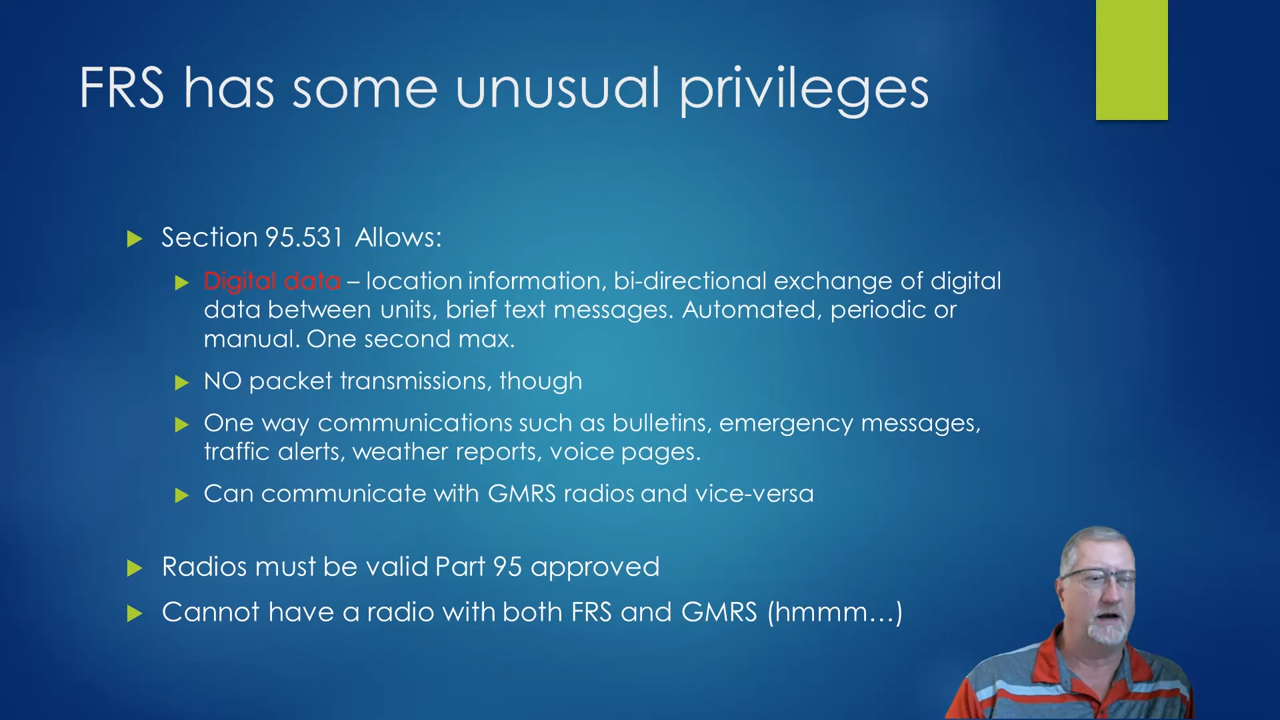 FRS has some unusual privileges
Section 95.531 Allows:
Digital data – location information, bi-directional exchange of digital
data between units, brief text messages. Automated, periodic or
manual. One second max.
NO packet transmissions, though
One way communications such as bulletins, emergency messages,
traffic alerts, weather reports, voice pages.
Can communicate with GMRS radios and vice-versa
Radios must be valid Part 95 approved
Cannot have a radio with both FRS and GMRS (hmmm…)